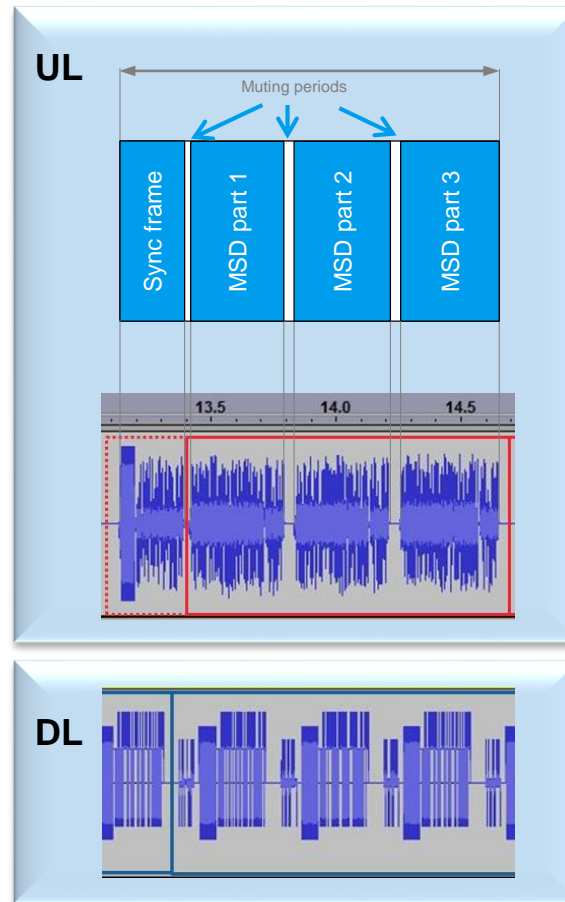 UL
Muting periods
Sync frame
MSD part 1
MSD part 2
MSD part 3
13.5 14.0 14.5
DL